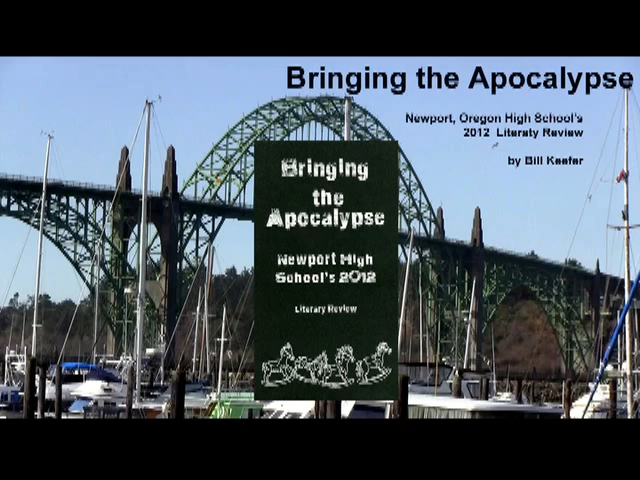 Bringing the Apocalypse
Newport, Oregon High School's
2012 Literaty Review
by Bill Keefer
Bringing
the
Apocalypse
Newport High
School's 2012
Literary Review